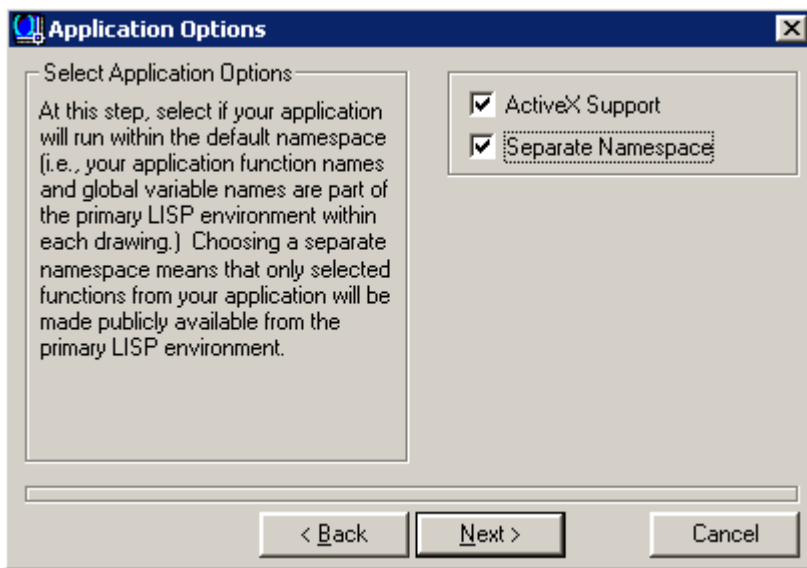 Application Options
Select Application Options
At this step, select if your application
will run within the default namespace
(i.e., your application function names
and global variable names are part of
the primary LISP environment within
each drawing.)  Choosing a separate
namespace means that only selected
functions from your application will be
made publicly available from the
primary LISP environment.
ActiveX Support
Separate Namespace
< Back
Next >
Cancel